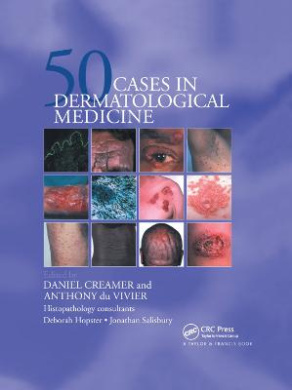 50 CASES IN
DERMATOLOGICAL
MEDICINE
Edited by
DANIEL CREAMER and
ANTHONY du VIVIER
Histopathology consultants
Deborah Hopster • Jonathan Salisbury
CRC Press
Taylor & Francis Group
A TAYLOR & FRANCIS BOOK